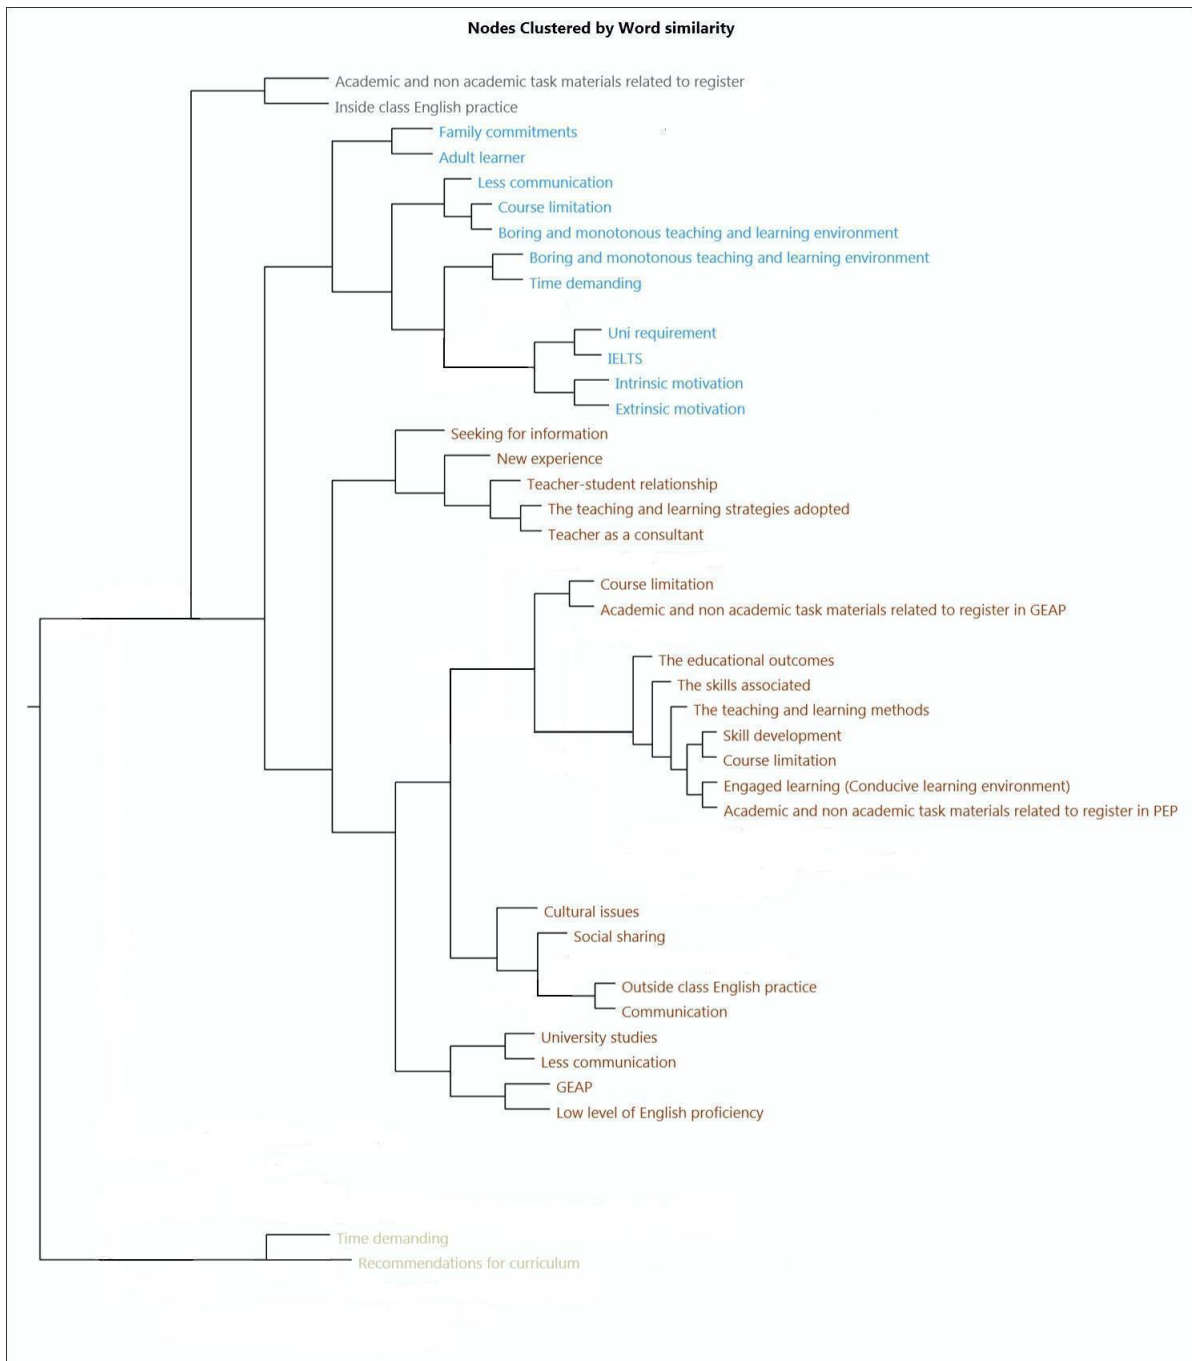 Nodes Clustered by Word similarity
Academic and non academic task materials related to register
Inside class English practice
Family commitments
Adult learner
Less communication
Course limitation
Boring and monotonous teaching and learning environment
Boring and monotonous teaching and learning environment
Time demanding
Uni requirement
IELTS
Intrinsic motivation
Extrinsic motivation
Seeking for information
New experience
Teacher-student relationship
The teaching and learning strategies adopted
Teacher as a consultant
Course limitation
Academic and non academic task materials related to register in GEAP
The educational outcomes
The skills associated
The teaching and learning methods
Skill development
Course limitation
Engaged learning (Conducive learning environment)
Academic and non academic task materials related to register in PEP
Cultural issues
Social sharing
Outside class English practice
Communication
University studies
Less communication
GEAP
Low level of English proficiency
Time demanding
Recommendations for curriculum